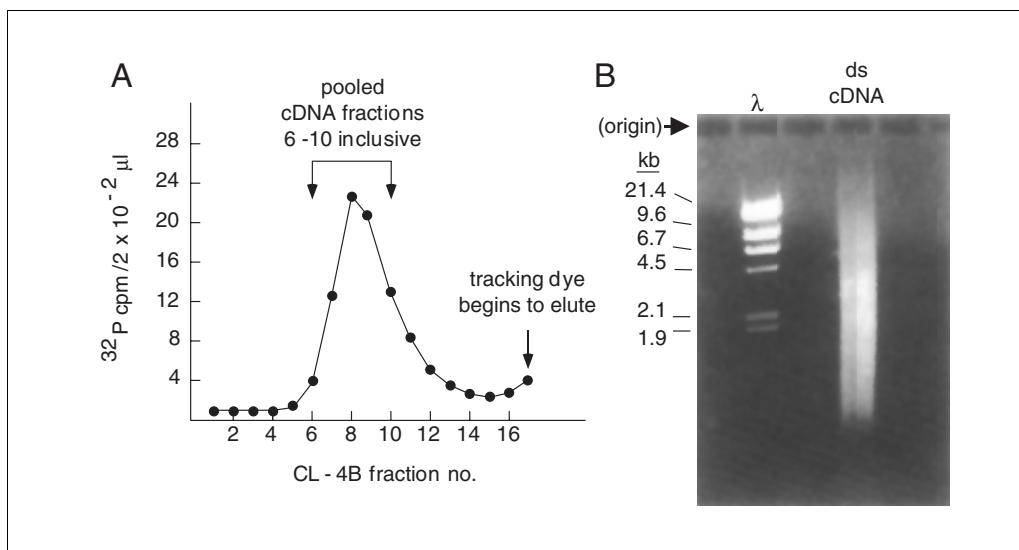 A
pooled
cDNA fractions
6 -10 inclusive
28
24
20
16
12
8
4
32P cpm/2 x 10 - 2 µl
tracking dye
begins to elute
2 4 6 8 10 12 14 16
CL - 4B fraction no.
B
ds
cDNA
λ
(origin)
kb
21.4
9.6
6.7
4.5
2.1
1.9